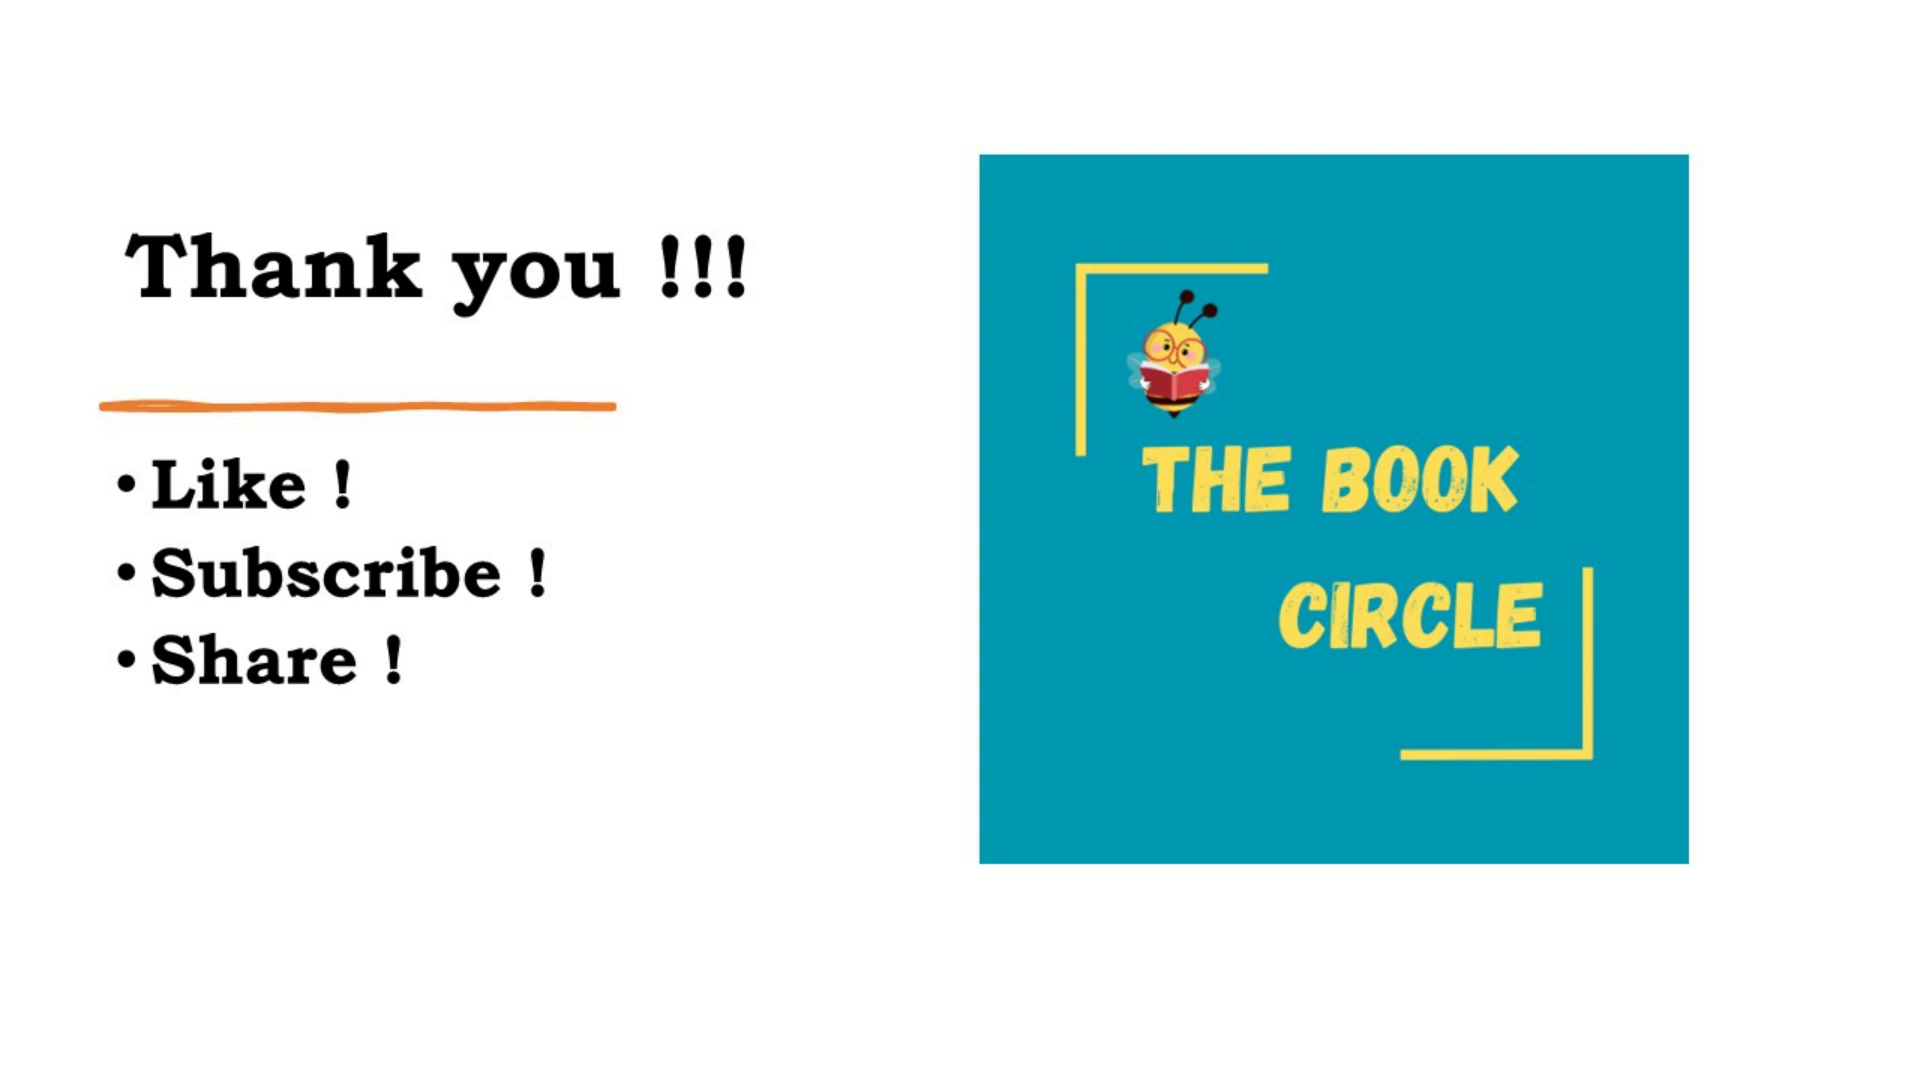 Thank you !!!
• Like !
• Subscribe !
• Share !
THE BOOK
CIRCLE